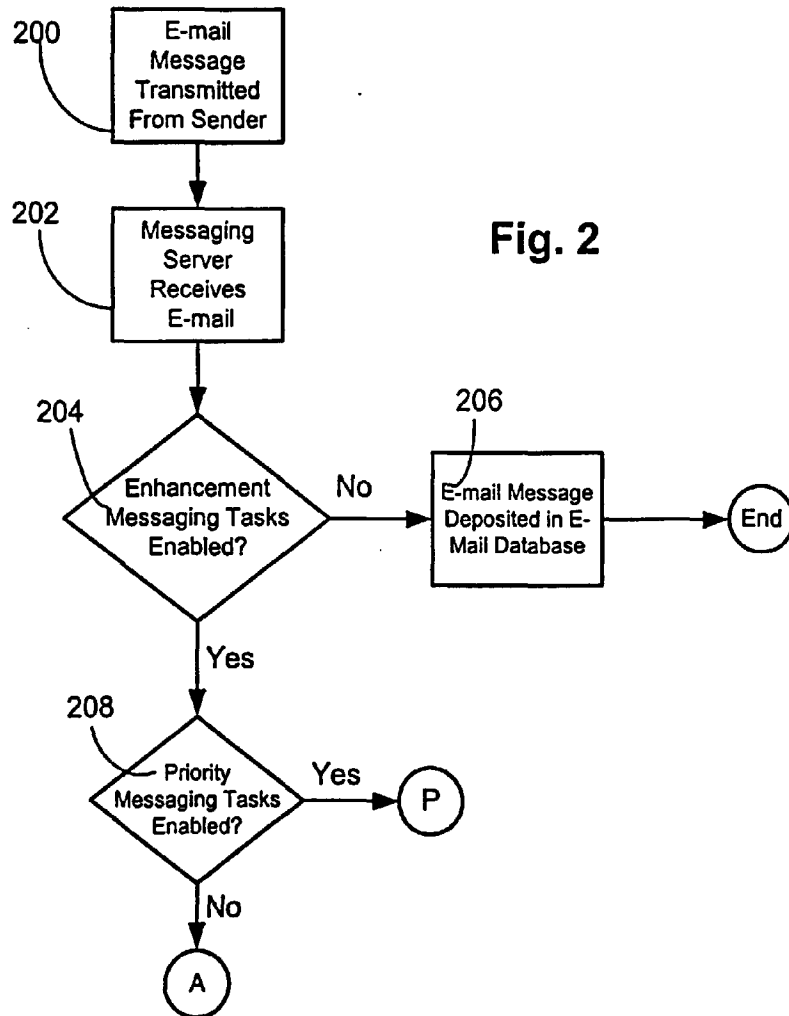 200
E-mail
Message
Transmitted
From Sender
202
Messaging
Server
Receives
E-mail
Fig. 2
204
Enhancement
Messaging Tasks
Enabled?
No
206
E-mail Message
Deposited in E-
Mail Database
End
Yes
208
Priority
Messaging Tasks
Enabled?
Yes
P
No
A